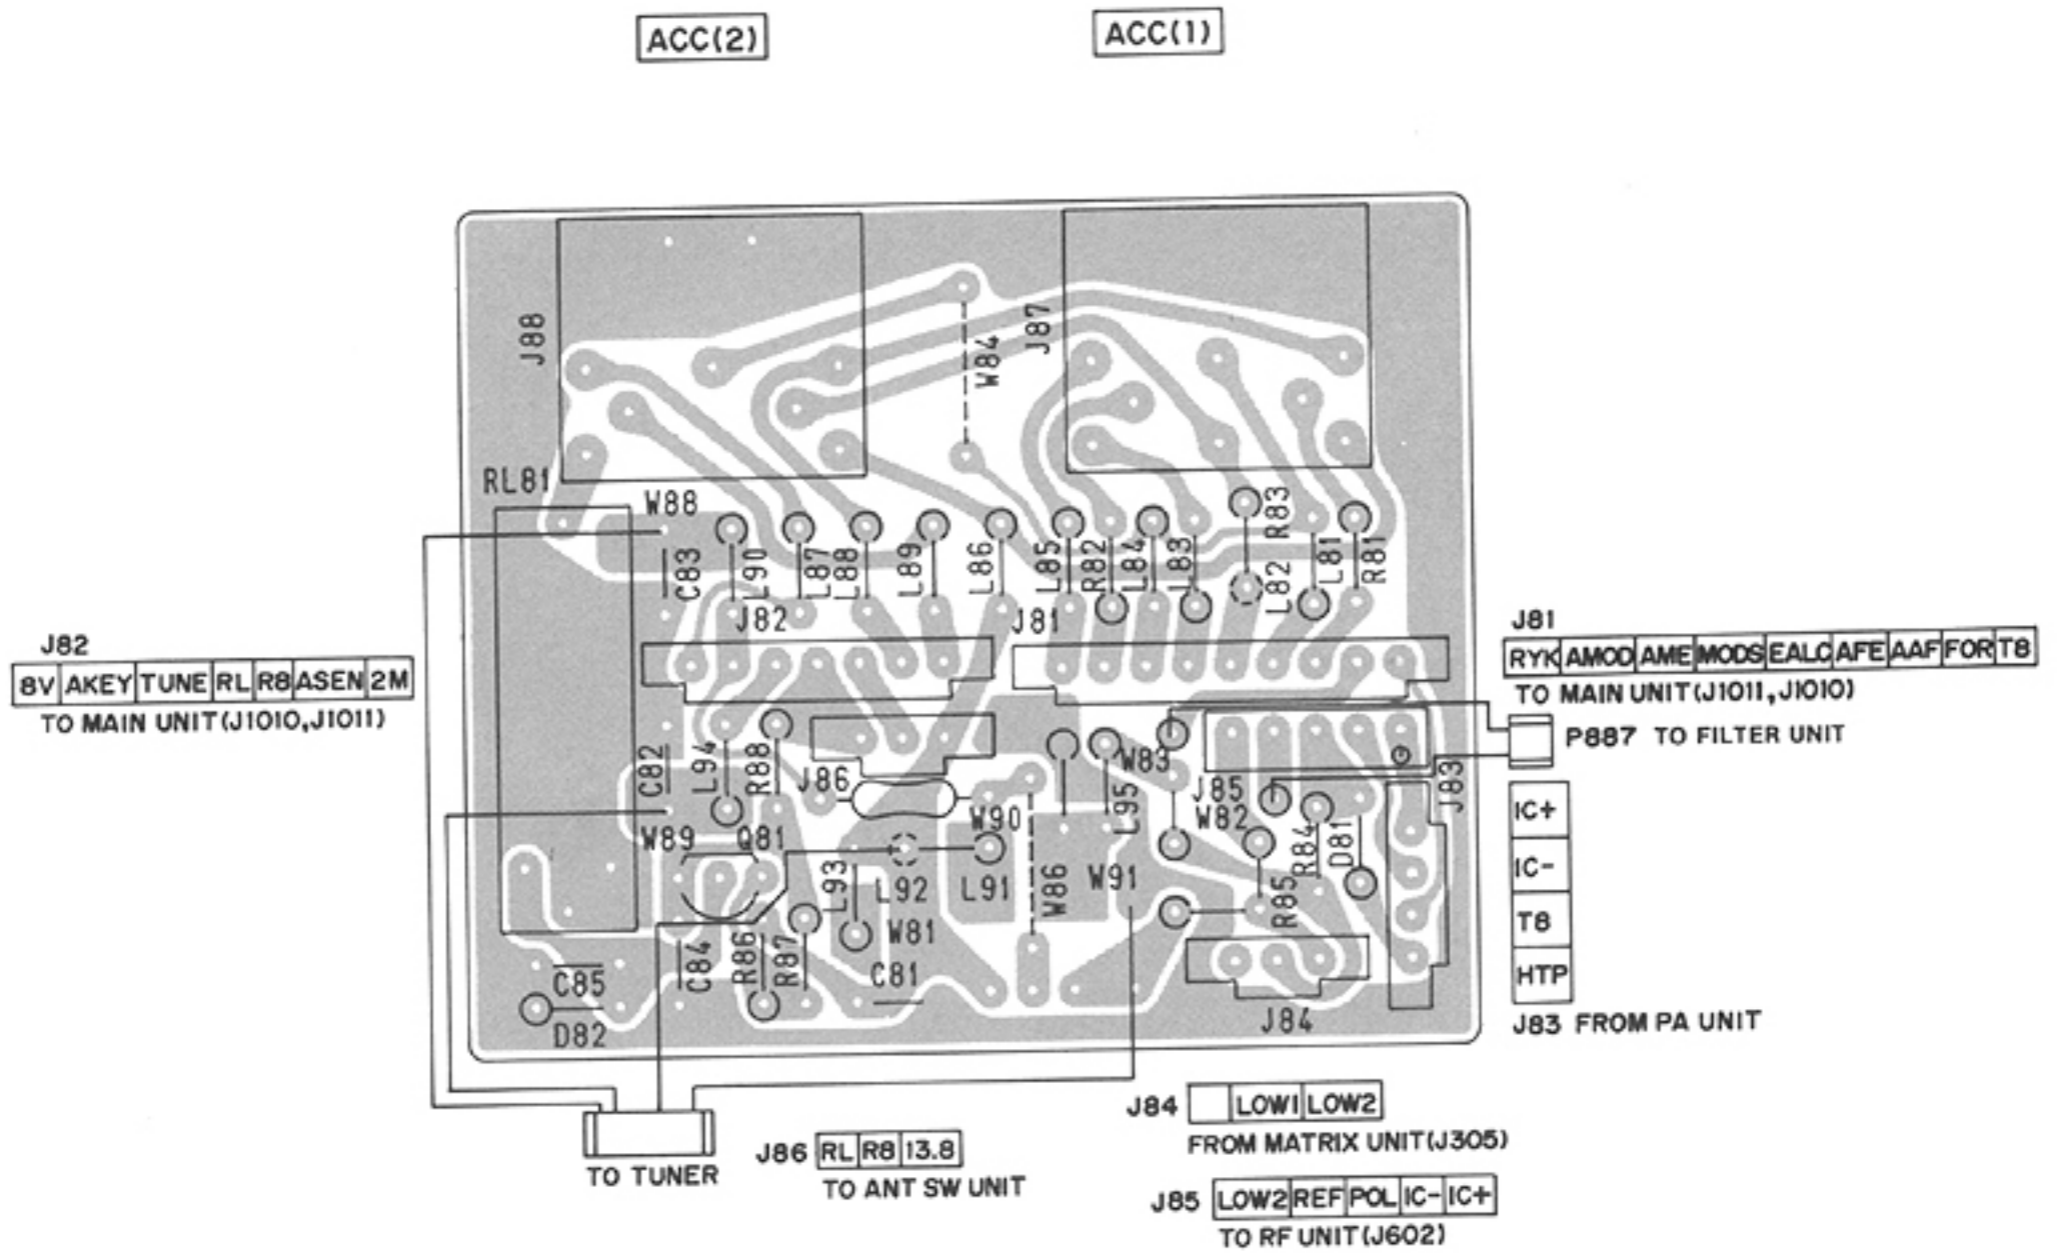 ACC(2)
ACC(1)
J88
J87
W84
RL81
W88
C83
L90
L87
L88
L89
L86
L85
R82
L84
L83
R83
L82
L81
R81
J82
J81
J82
8V AKEY TUNE RL R8 ASEN 2M
TO MAIN UNIT(J1010,J1011)
J81
RYK AMOD AME MODS EALC AFE AAF FOR T8
TO MAIN UNIT(J1011,J1010)
P887 TO FILTER UNIT
C82
L94
R88
J86
W83
L95
J85
J83
W89
Q81
W90
W82
R84
D81
L93
L92
L91
W86
W91
R85
W81
C84
R86
R87
C81
C85
D82
J84
IC+
IC-
T8
HTP
J83 FROM PA UNIT
TO TUNER
J86 RL R8 13.8
TO ANT SW UNIT
J84 LOW1 LOW2
FROM MATRIX UNIT(J305)
J85 LOW2 REF POL IC- IC+
TO RF UNIT(J602)